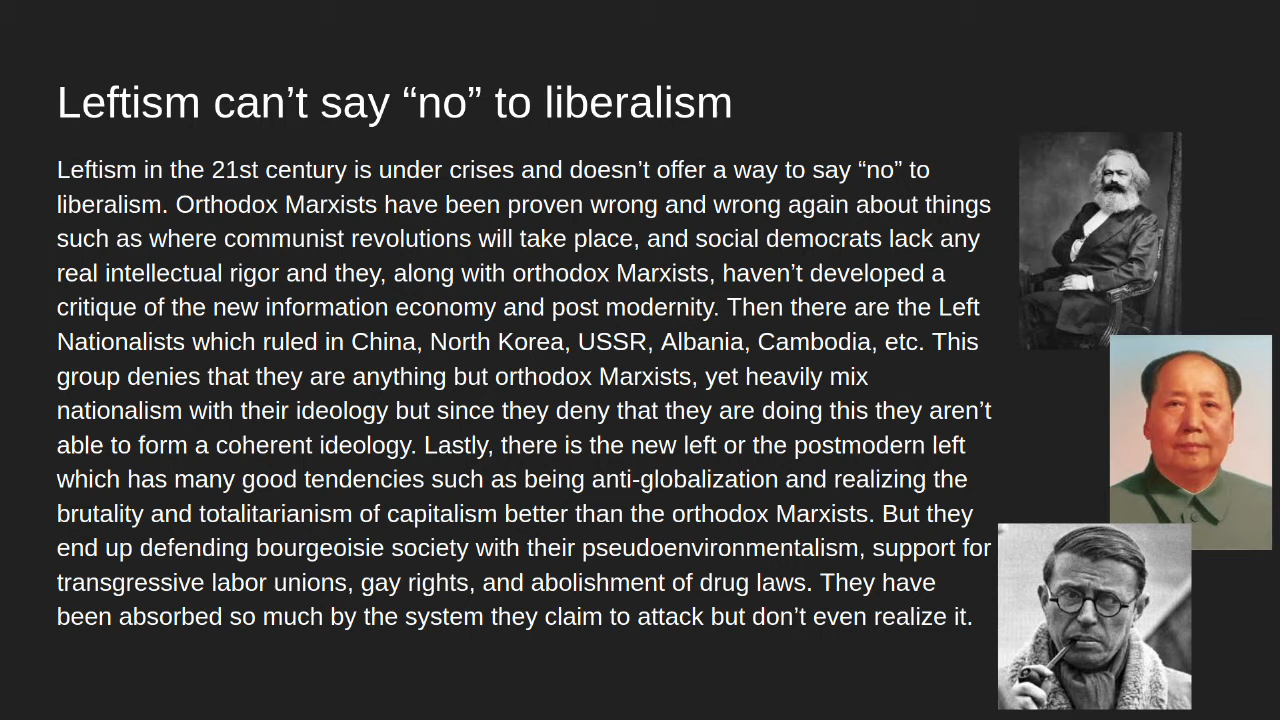 Leftism can’t say “no” to liberalism
Leftism in the 21st century is under crises and doesn’t offer a way to say “no” to
liberalism. Orthodox Marxists have been proven wrong and wrong again about things
such as where communist revolutions will take place, and social democrats lack any
real intellectual rigor and they, along with orthodox Marxists, haven’t developed a
critique of the new information economy and post modernity. Then there are the Left
Nationalists which ruled in China, North Korea, USSR, Albania, Cambodia, etc. This
group denies that they are anything but orthodox Marxists, yet heavily mix
nationalism with their ideology but since they deny that they are doing this they aren’t
able to form a coherent ideology. Lastly, there is the new left or the postmodern left
which has many good tendencies such as being anti-globalization and realizing the
brutality and totalitarianism of capitalism better than the orthodox Marxists. But they
end up defending bourgeoisie society with their pseudoenvironmentalism, support for
transgressive labor unions, gay rights, and abolishment of drug laws. They have
been absorbed so much by the system they claim to attack but don’t even realize it.